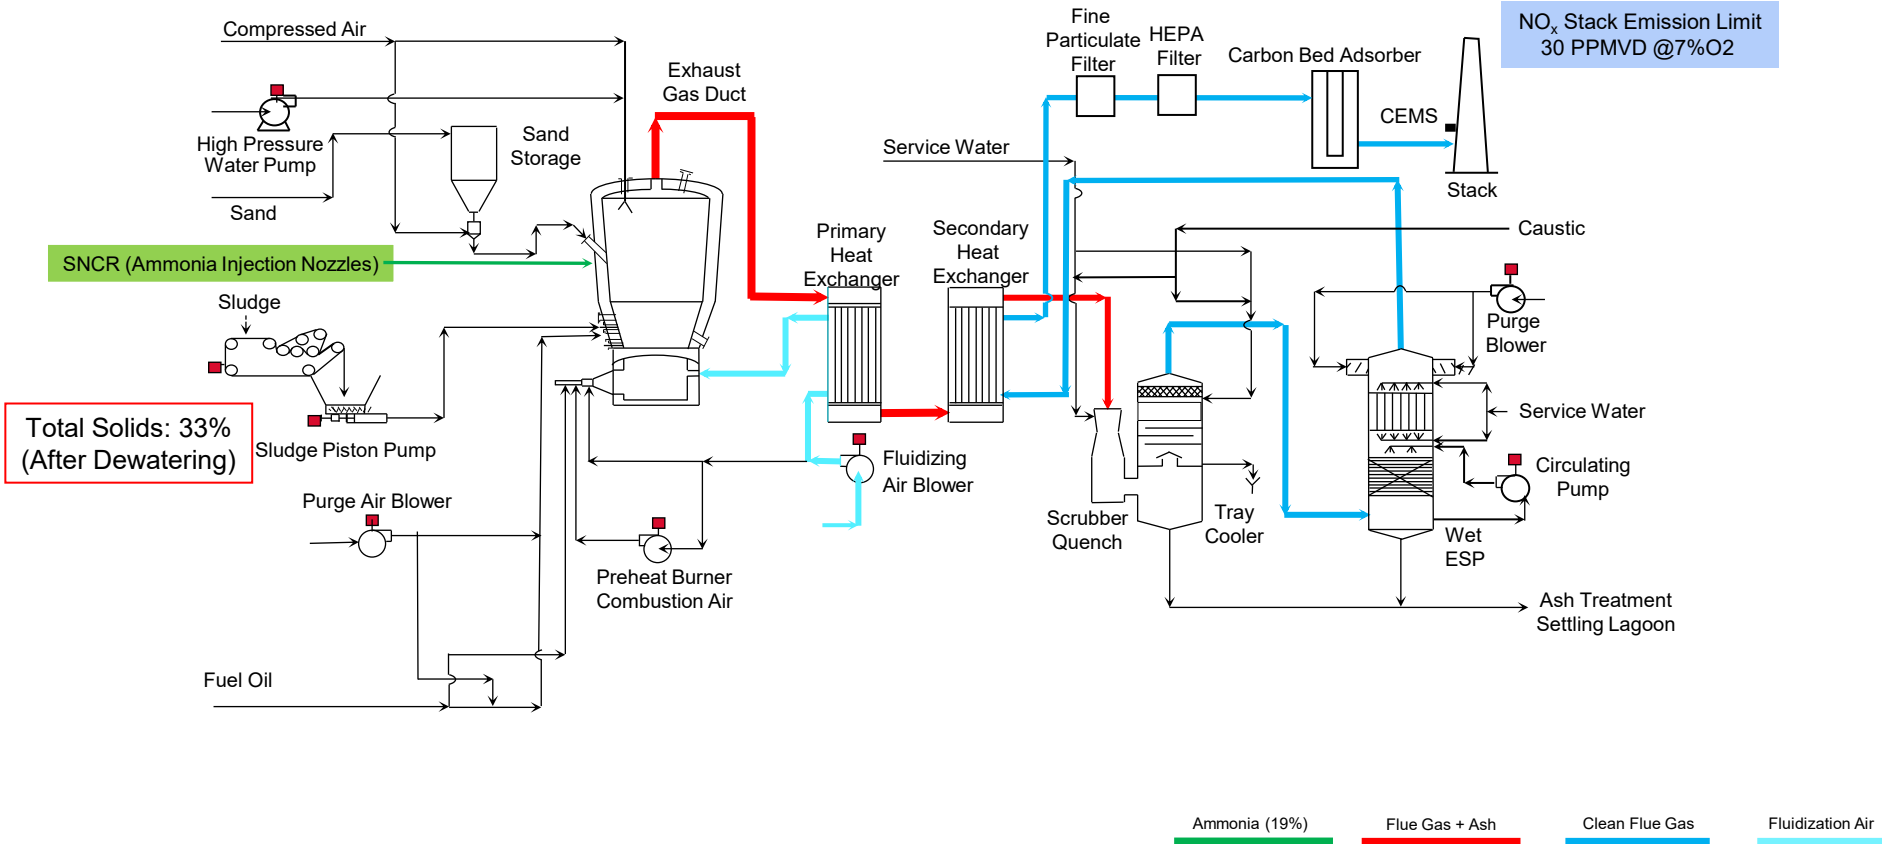 Compressed Air
High Pressure
Water Pump
Sand
Sand
Storage
Exhaust
Gas Duct
SNCR (Ammonia Injection Nozzles)
Sludge
Total Solids: 33%
(After Dewatering)
Sludge Piston Pump
Purge Air Blower
Fuel Oil
Preheat Burner
Combustion Air
Primary
Heat
Exchanger
Secondary
Heat
Exchanger
Fluidizing
Air Blower
Service Water
Fine
Particulate
Filter
HEPA
Filter
Carbon Bed Adsorber
CEMS
Stack
NOx Stack Emission Limit
30 PPMVD @7%O2
Caustic
Purge
Blower
Service Water
Circulating
Pump
Scrubber
Quench
Tray
Cooler
Wet
ESP
Ash Treatment
Settling Lagoon
Ammonia (19%)
Flue Gas + Ash
Clean Flue Gas
Fluidization Air